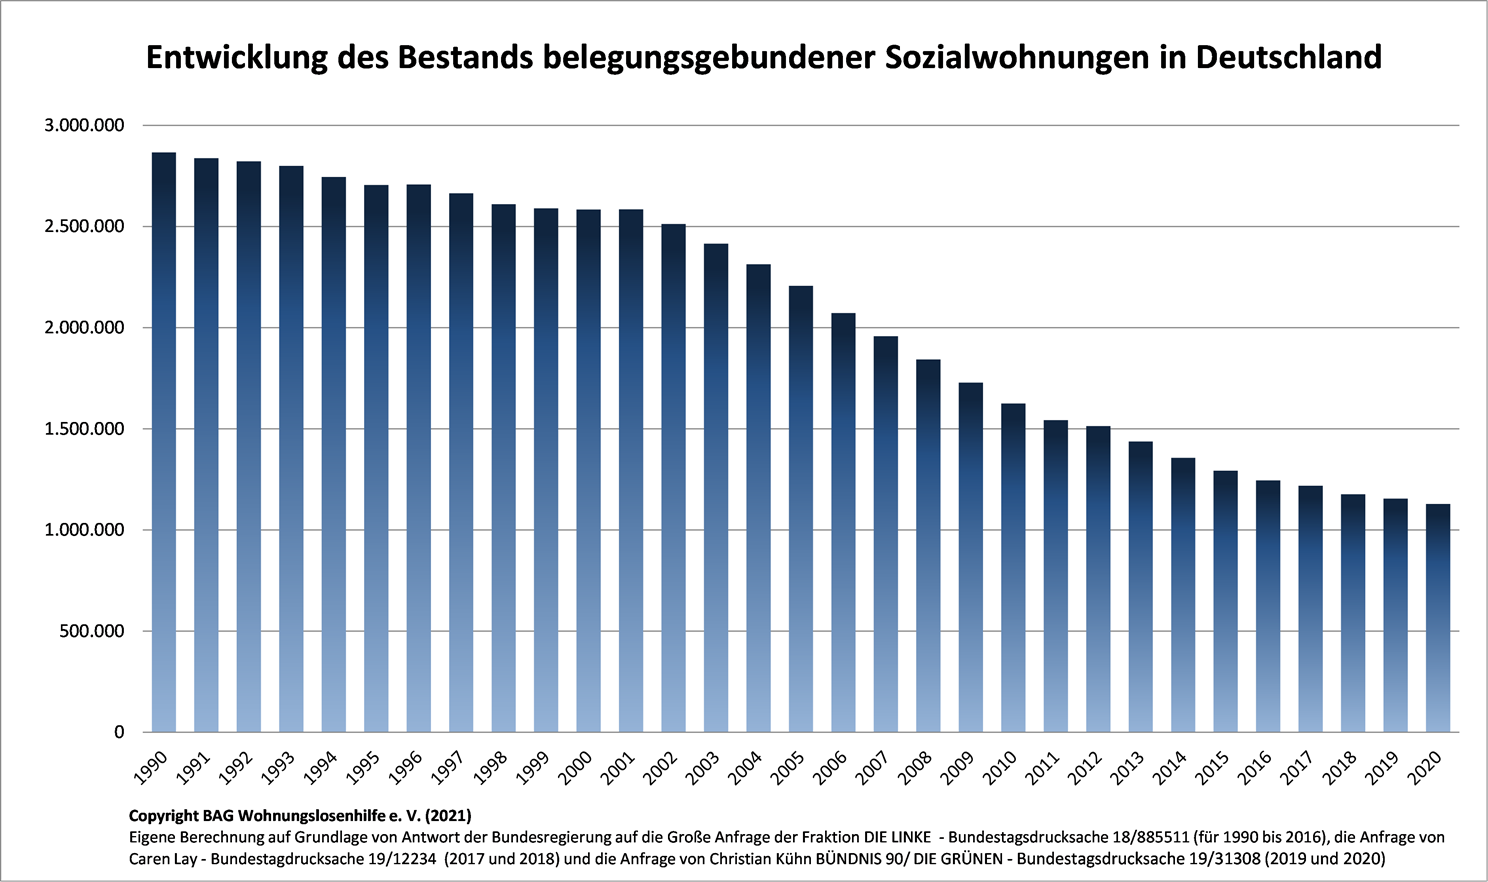 Entwicklung des Bestands belegungsgebundener Sozialwohnungen in Deutschland
3.000.000
2.500.000
2.000.000
1.500.000
1.000.000
500.000
0
1990 1991 1992 1993 1994 1995 1996 1997 1998 1999 2000 2001 2002 2003 2004 2005 2006 2007 2008 2009 2010 2011 2012 2013 2014 2015 2016 2017 2018 2019 2020
Copyright BAG Wohnungslosenhilfe e. V. (2021)
Eigene Berechnung auf Grundlage von Antwort der Bundesregierung auf die Große Anfrage der Fraktion DIE LINKE - Bundestagsdrucksache 18/885511 (für 1990 bis 2016), die Anfrage von
Caren Lay - Bundestagdrucksache 19/12234 (2017 und 2018) und die Anfrage von Christian Kühn BÜNDNIS 90/ DIE GRÜNEN - Bundestagsdrucksache 19/31308 (2019 und 2020)